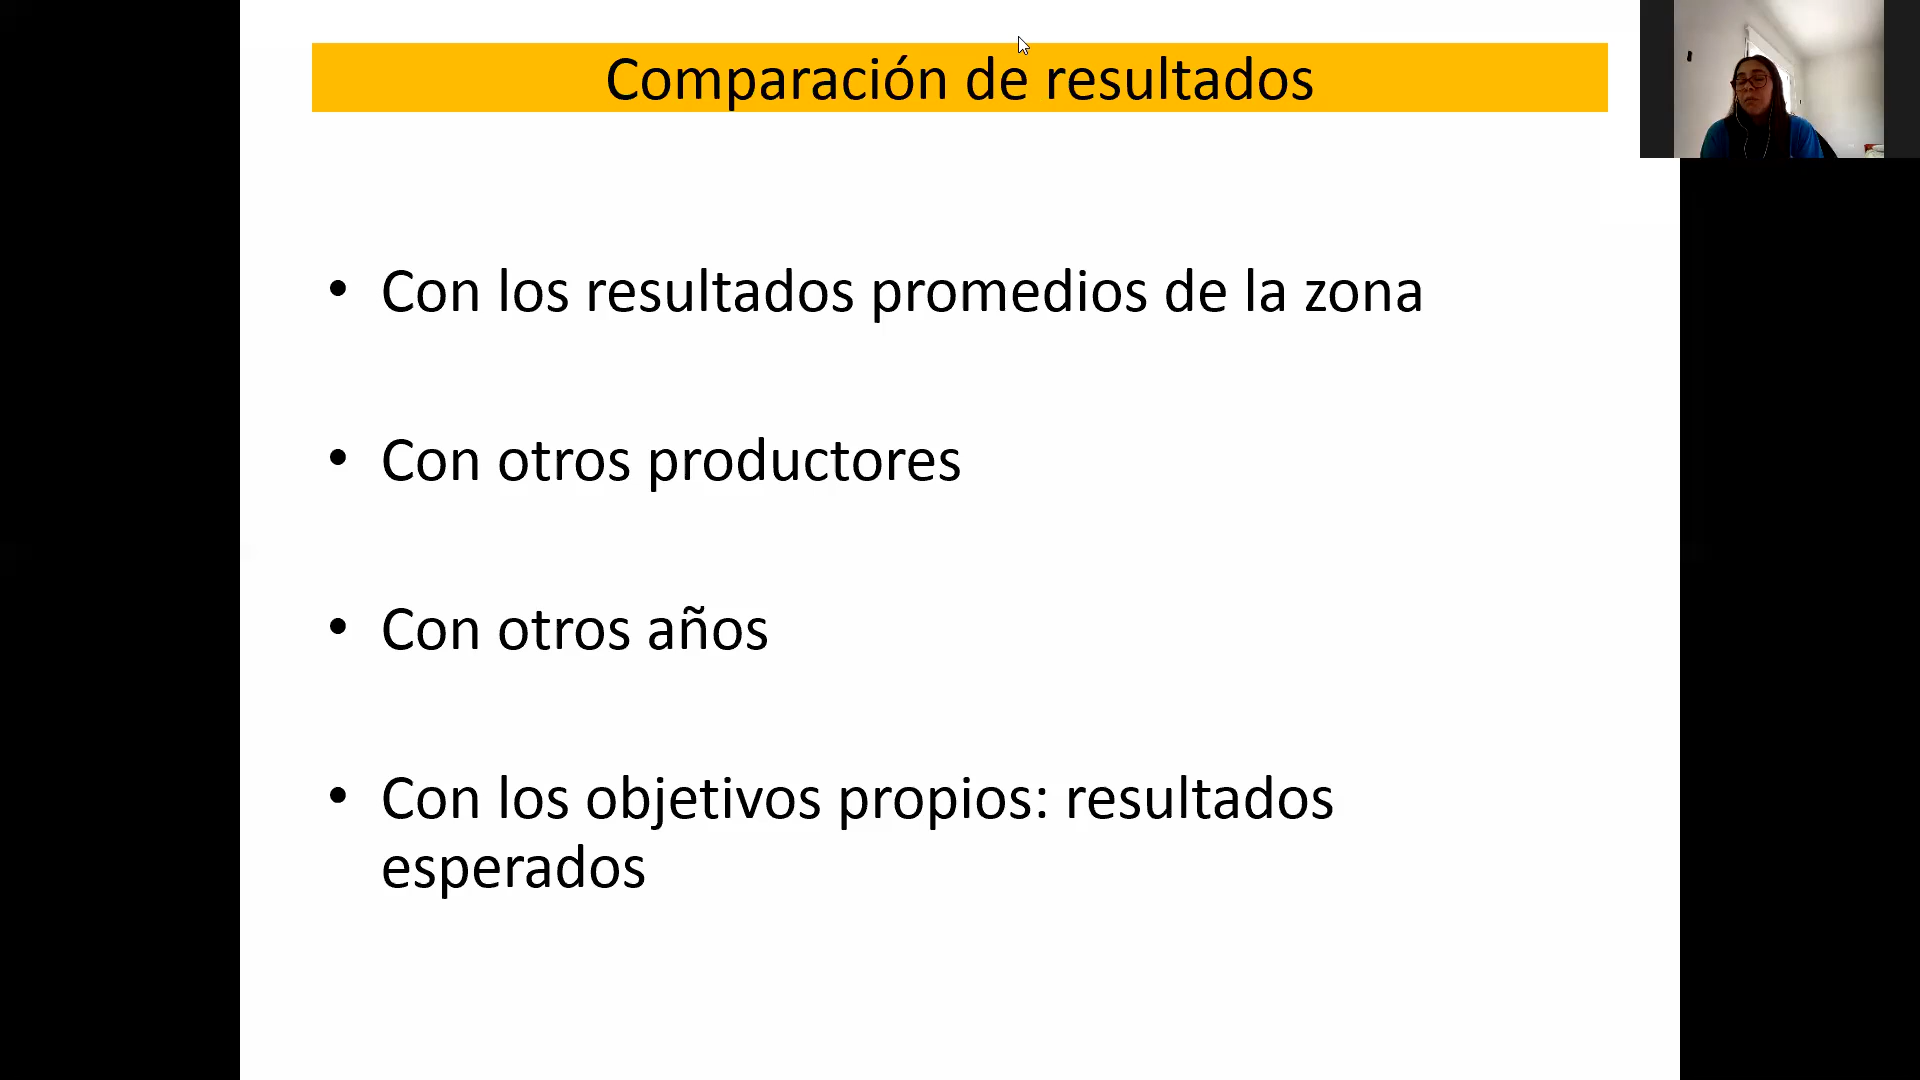 Comparación de resultados
• Con los resultados promedios de la zona
• Con otros productores
• Con otros años
• Con los objetivos propios: resultados
esperados